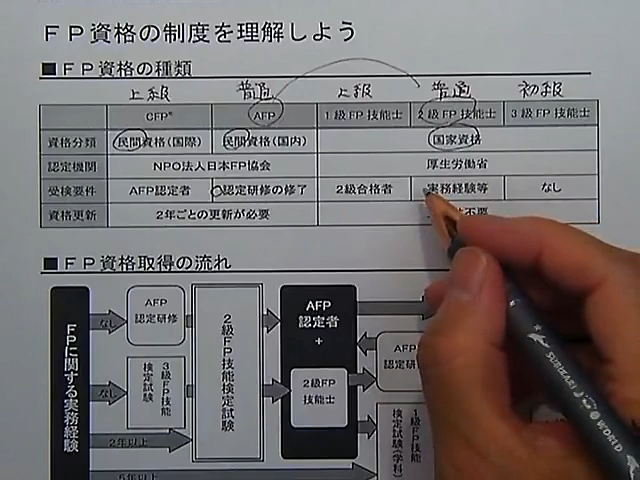 FP資格の制度を理解しよう
■FP資格の種類
上級 普通 上級 普通 初級
CFP® AFP 1級FP技能士 2級FP技能士 3級FP技能士
資格分類 民間資格(国際) 民間資格(国内) 国家資格
認定機関 NPO法人日本FP協会 厚生労働省
受検要件 AFP認定者 認定研修の修了 2級合格者 実務経験等 なし
資格更新 2年ごとの更新が必要 不要
■FP資格取得の流れ
FPに関する実務経験
なし
AFP
認定研修
なし
3級FP技能
検定試験
2年以上
5年以上
2級FP技能検定試験
AFP
認定者
+
2級FP
技能士
AF
認定研
1級FP技能
検定試験(学科)
SUNKAKI WORLD